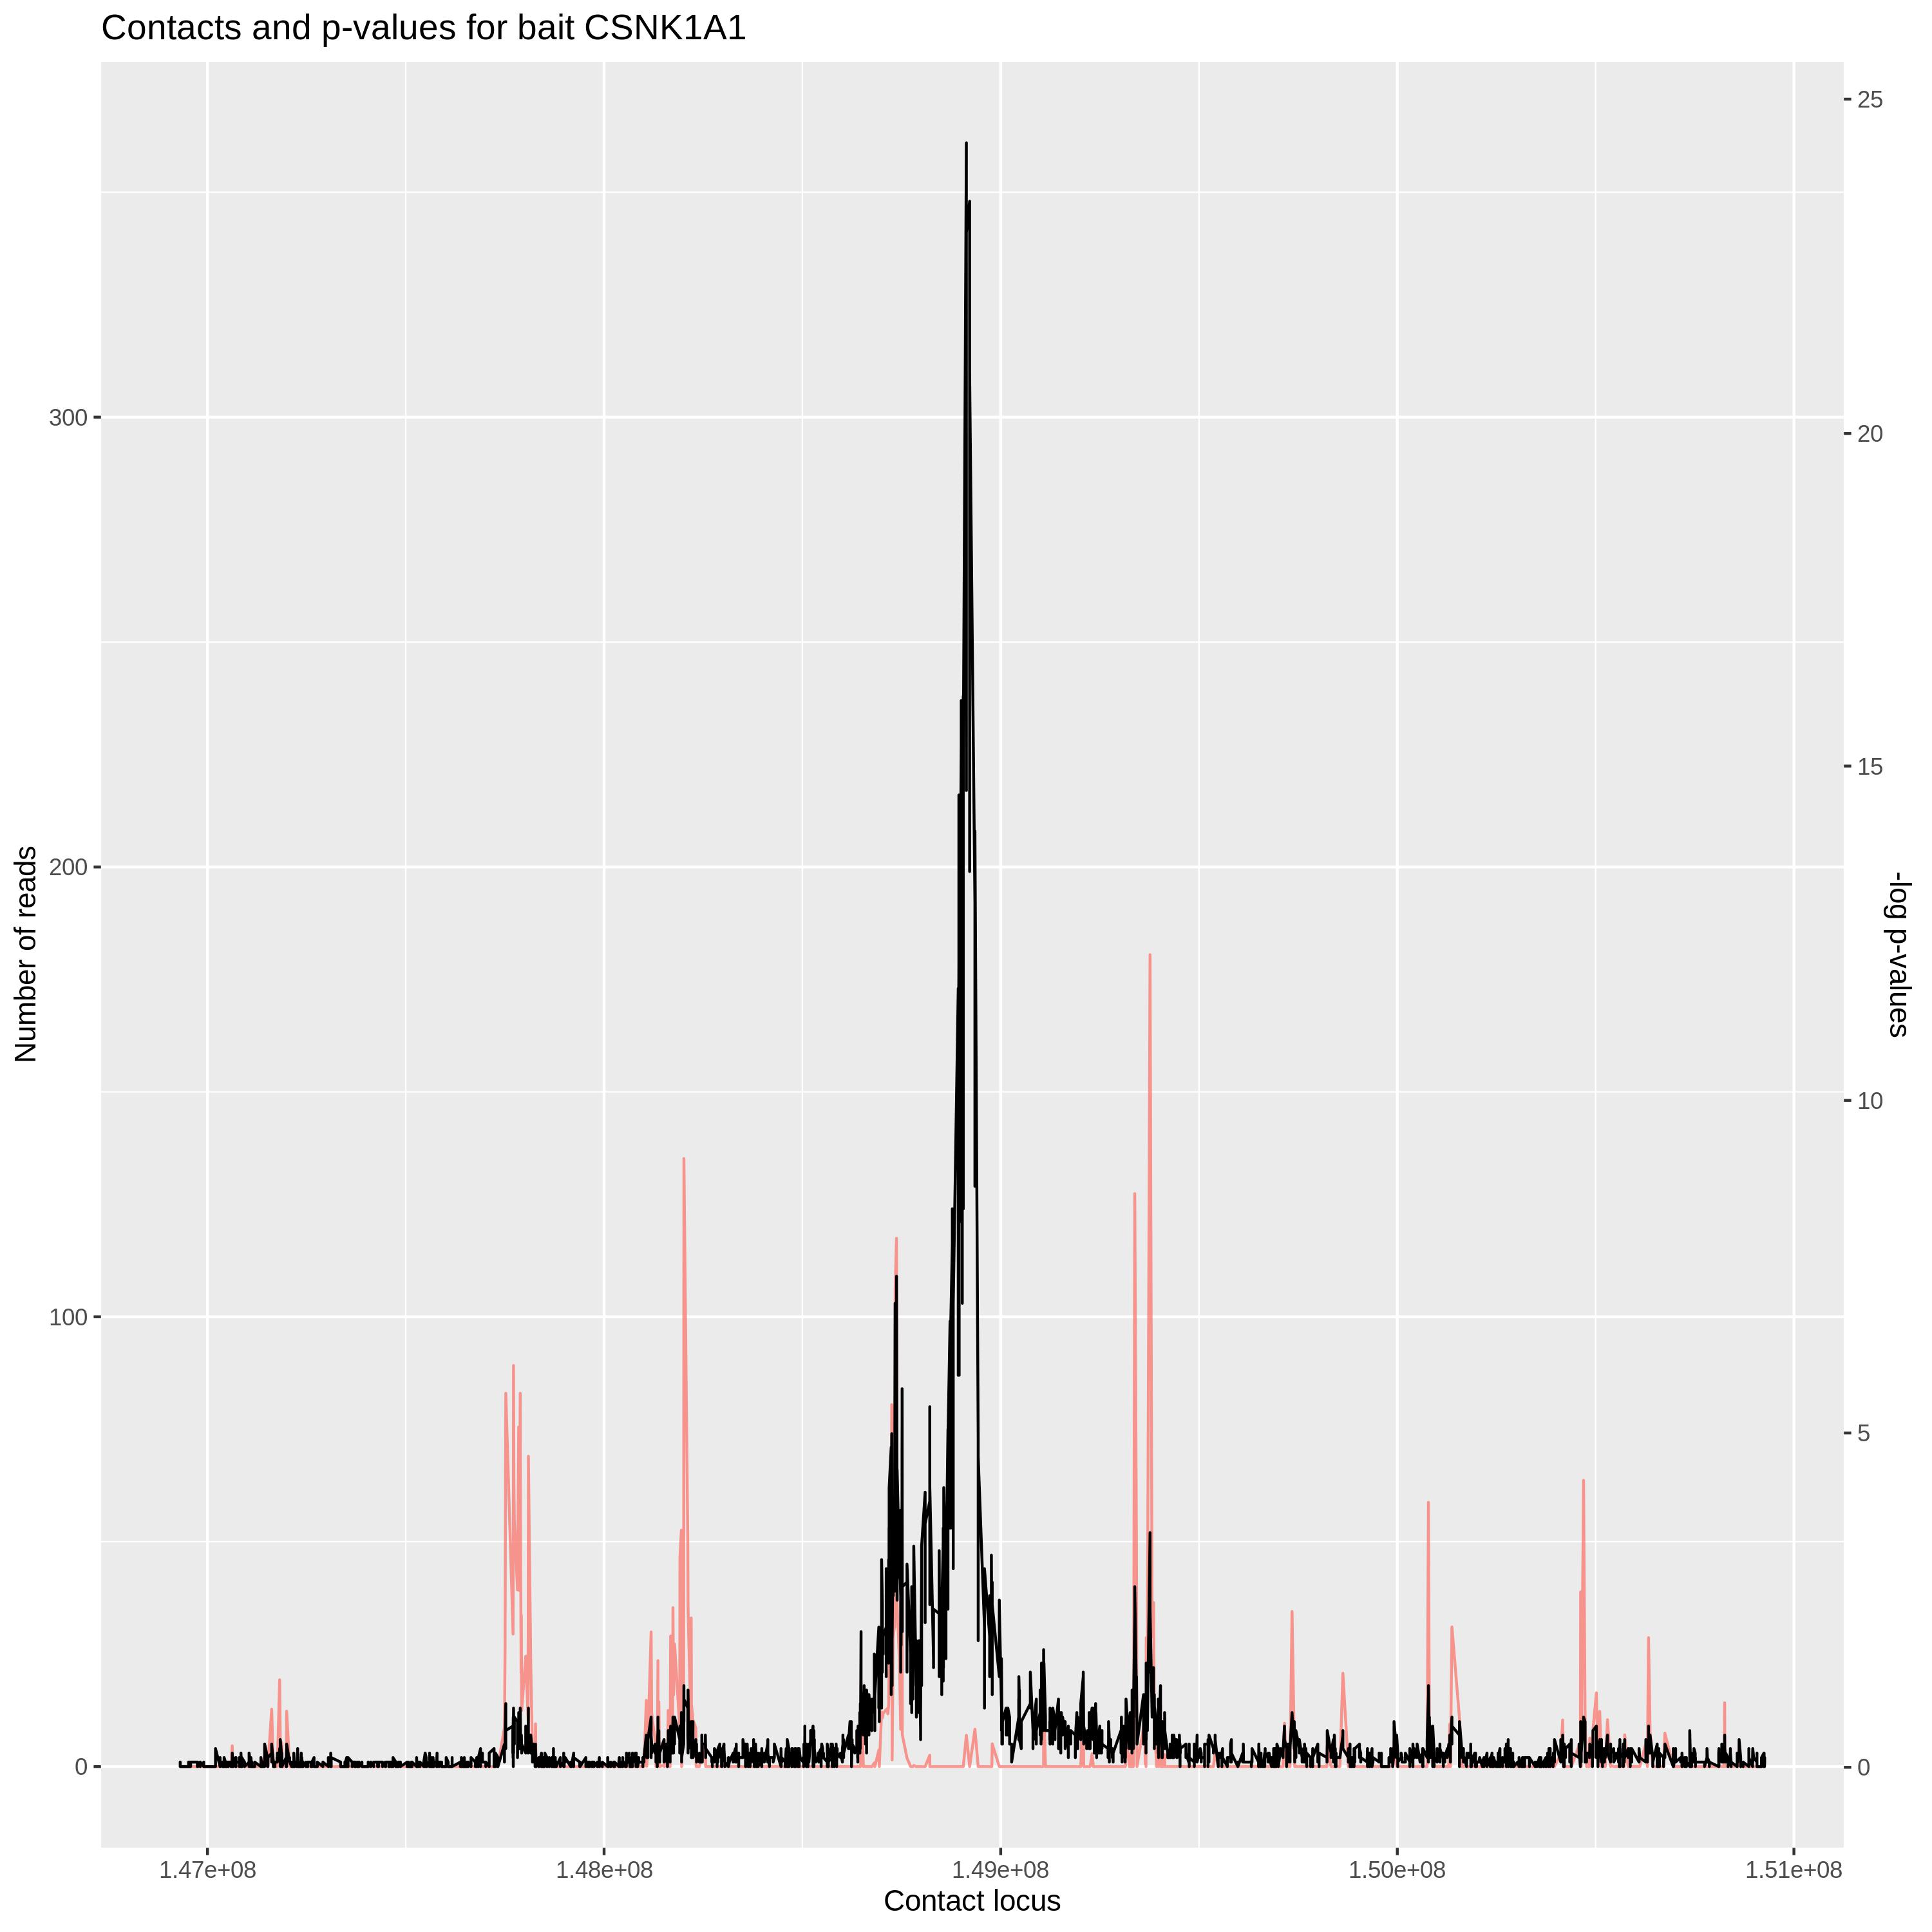 Contacts and p-values for bait CSNK1A1
Number of reads
300
200
100
0
25
20
15
10
5
0
-log p-values
1.47e+08 1.48e+08 1.49e+08 1.50e+08 1.51e+08
Contact locus